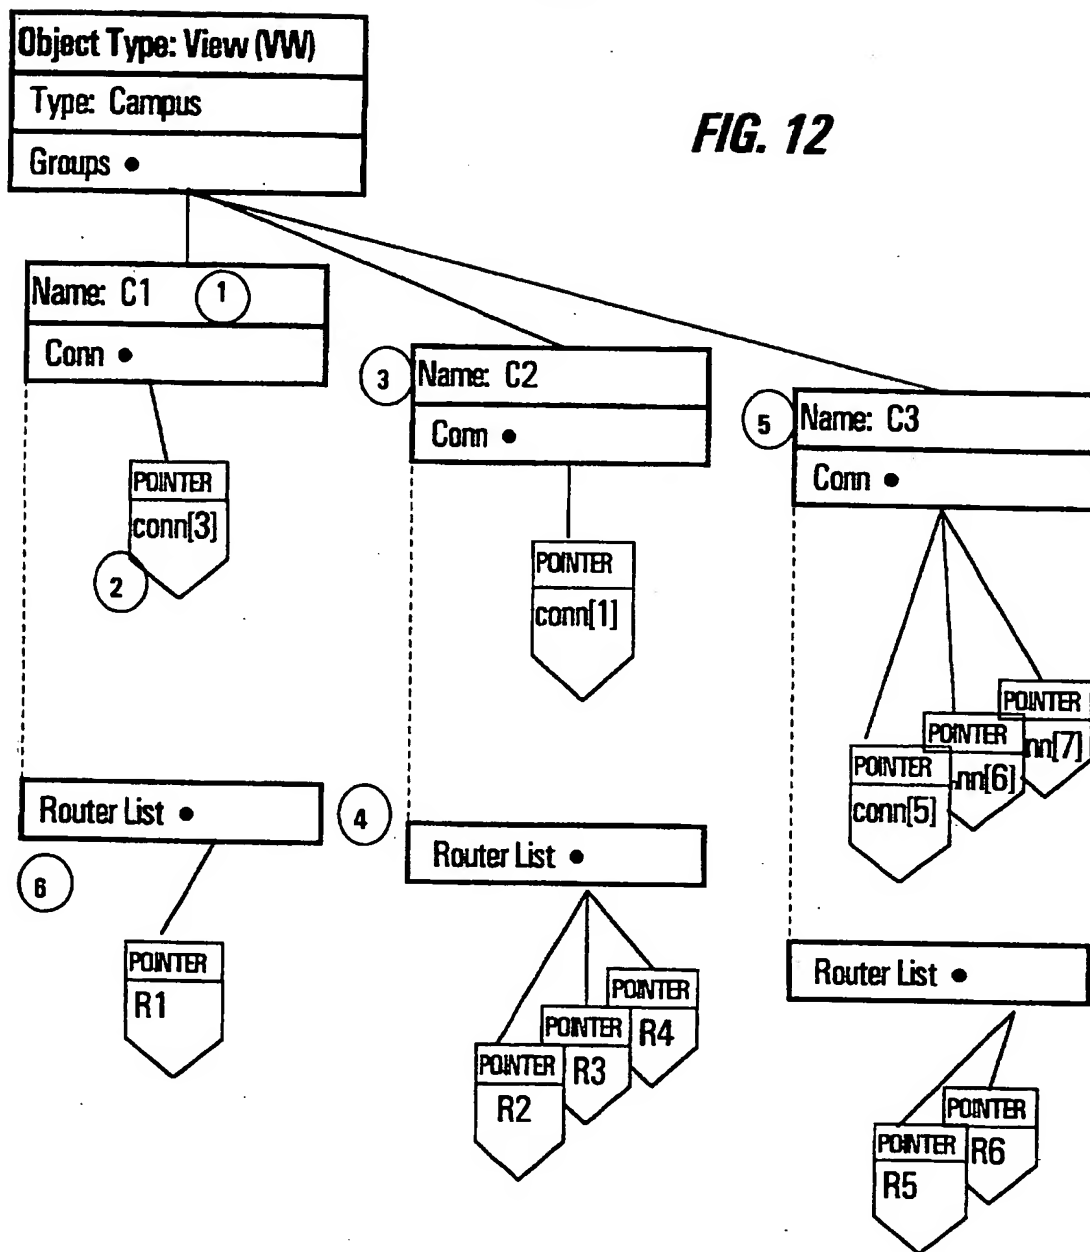 Object Type: View (VW)
Type: Campus
Groups •
FIG. 12
Name: C1
1
Conn •
3
Name: C2
Conn •
5
Name: C3
Conn •
POINTER
conn[3]
2
POINTER
conn[1]
POINTER
nn[7]
POINTER
nn[6]
POINTER
conn[5]
Router List •
4
Router List •
6
POINTER
R1
POINTER
R4
POINTER
R3
POINTER
R2
Router List •
POINTER
R6
POINTER
R5